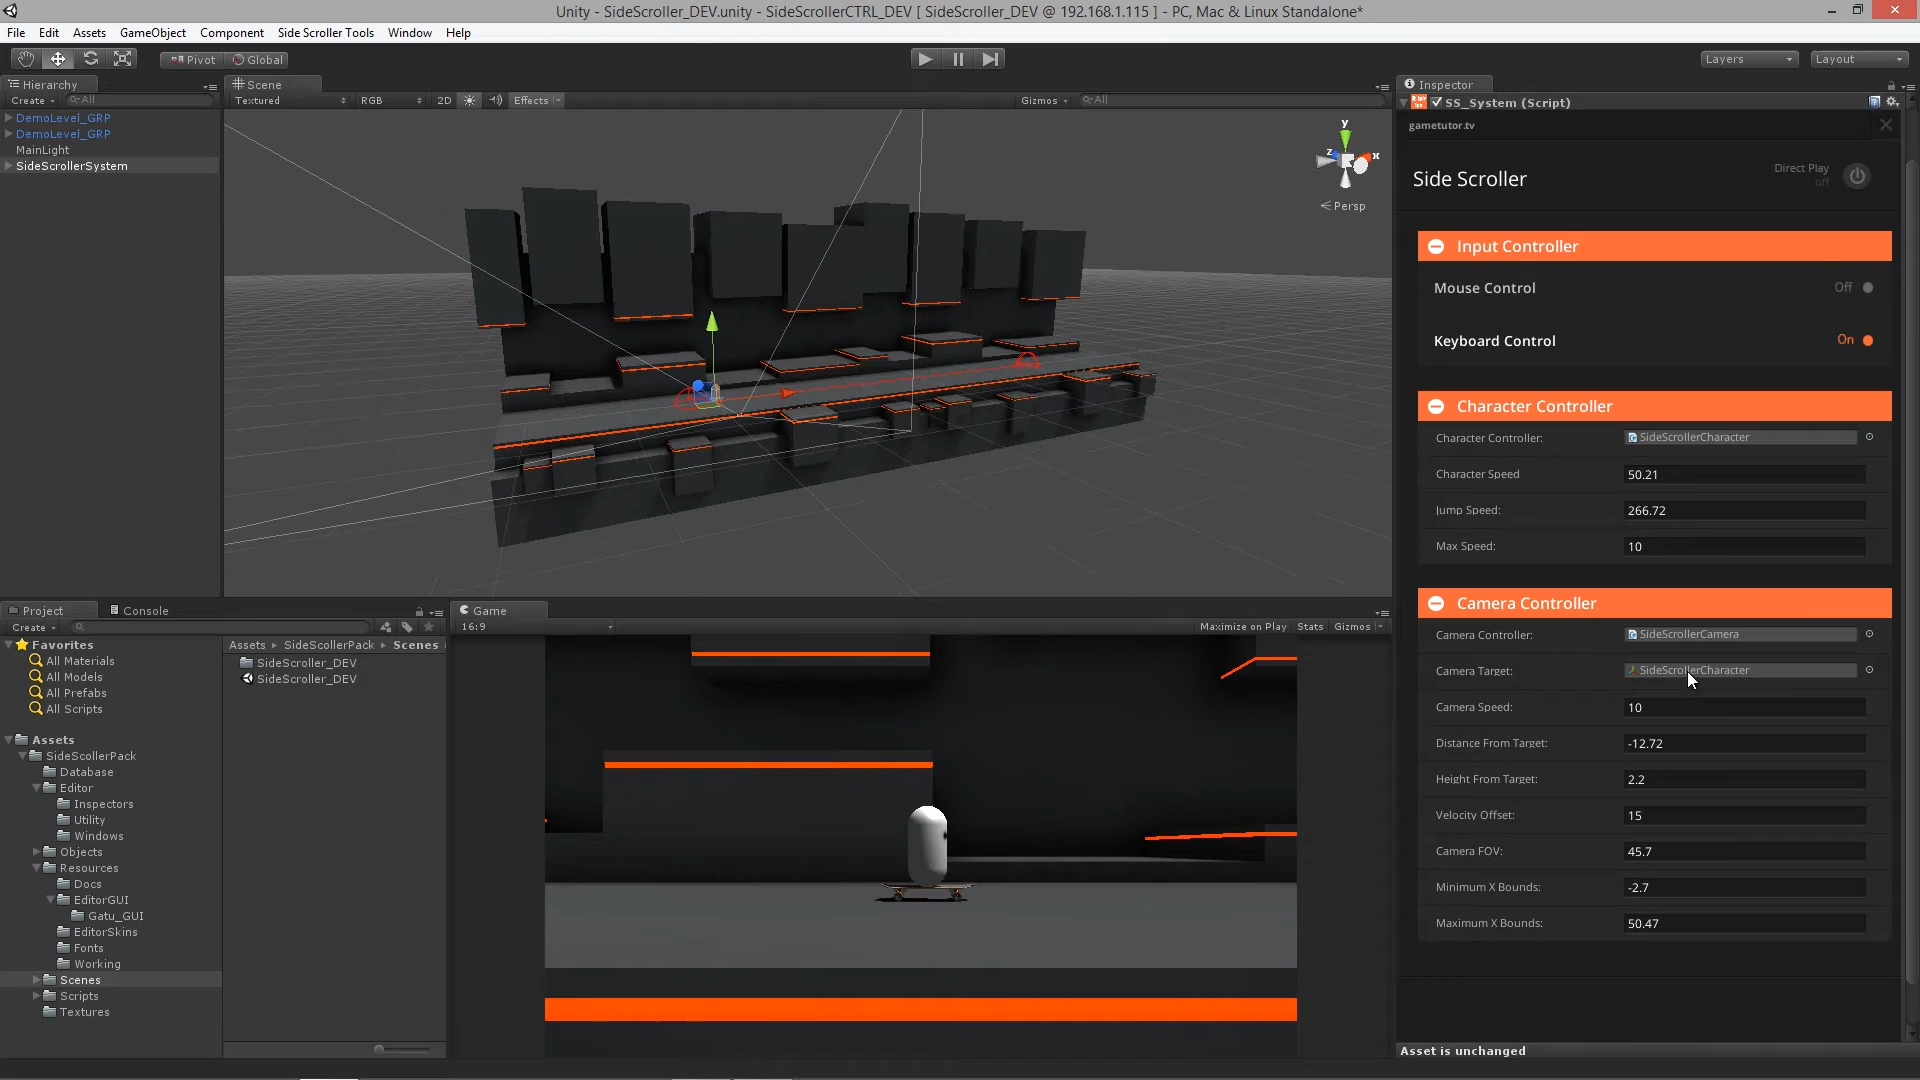 Unity - SideScroller_DEV.unity - SideScrollerCTRL_DEV [ SideScroller_DEV @ 192.168.1.115 ] - PC, Mac & Linux Standalone*
File Edit Assets GameObject Component Side Scroller Tools Window Help
Pivot Global Layers Layout
Hierarchy
Create All
DemoLevel_GRP
DemoLevel_GRP
MainLight
SideScrollerSystem
Scene
Textured RGB 2D Effects Gizmos All
y
z x
Persp
Project Console
Create
Favorites
All Materials
All Models
All Prefabs
All Scripts
Assets
SideScollerPack
Database
Editor
Inspectors
Utility
Windows
Objects
Resources
Docs
EditorGUI
Gatu_GUI
EditorSkins
Fonts
Working
Scenes
Scripts
Textures
Assets SideScollerPack Scenes
SideScroller_DEV
SideScroller_DEV
Game
16:9 Maximize on Play Stats Gizmos
Inspector
SS_System (Script)
gametutor.tv
Side Scroller
Direct Play
off
Input Controller
Mouse Control Off
Keyboard Control On
Character Controller
Character Controller: SideScrollerCharacter
Character Speed 50.21
Jump Speed: 266.72
Max Speed: 10
Camera Controller
Camera Controller: SideScrollerCamera
Camera Target: SideScrollerCharacter
Camera Speed: 10
Distance From Target: -12.72
Height From Target: 2.2
Velocity Offset: 15
Camera FOV: 45.7
Minimum X Bounds: -2.7
Maximum X Bounds: 50.47
Asset is unchanged